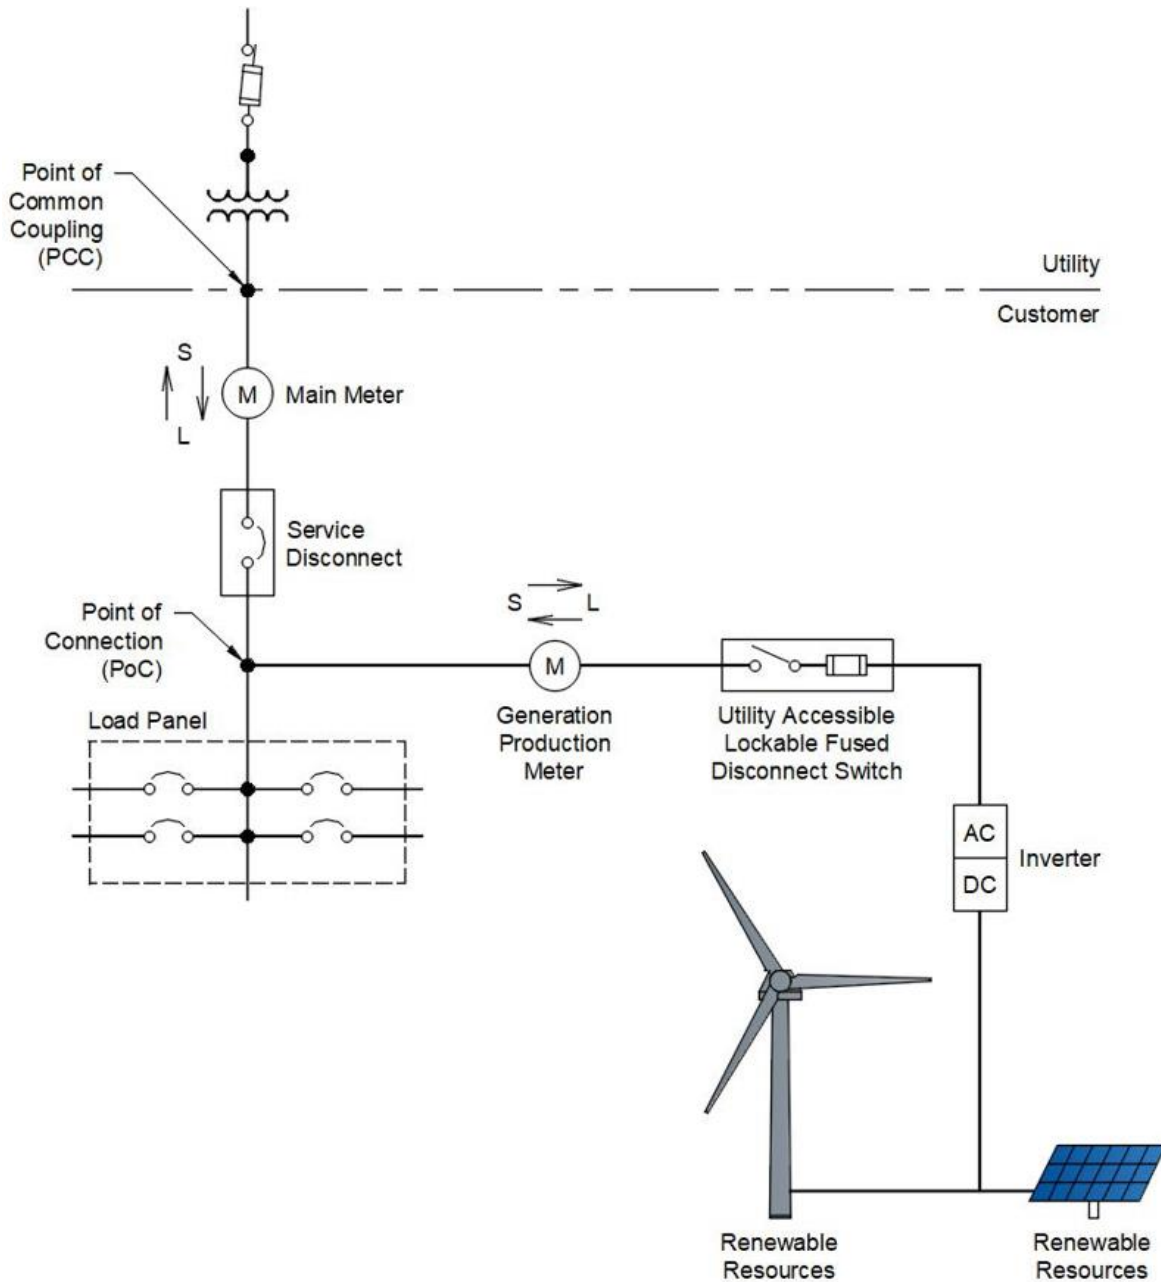 Point of
Common
Coupling
(PCC)
Utility
Customer
S
M
Main Meter
L
Service
Disconnect
Point of
Connection
(PoC)
S
L
M
Load Panel
Generation
Production
Meter
Utility Accessible
Lockable Fused
Disconnect Switch
AC
DC
Inverter
Renewable
Resources
Renewable
Resources